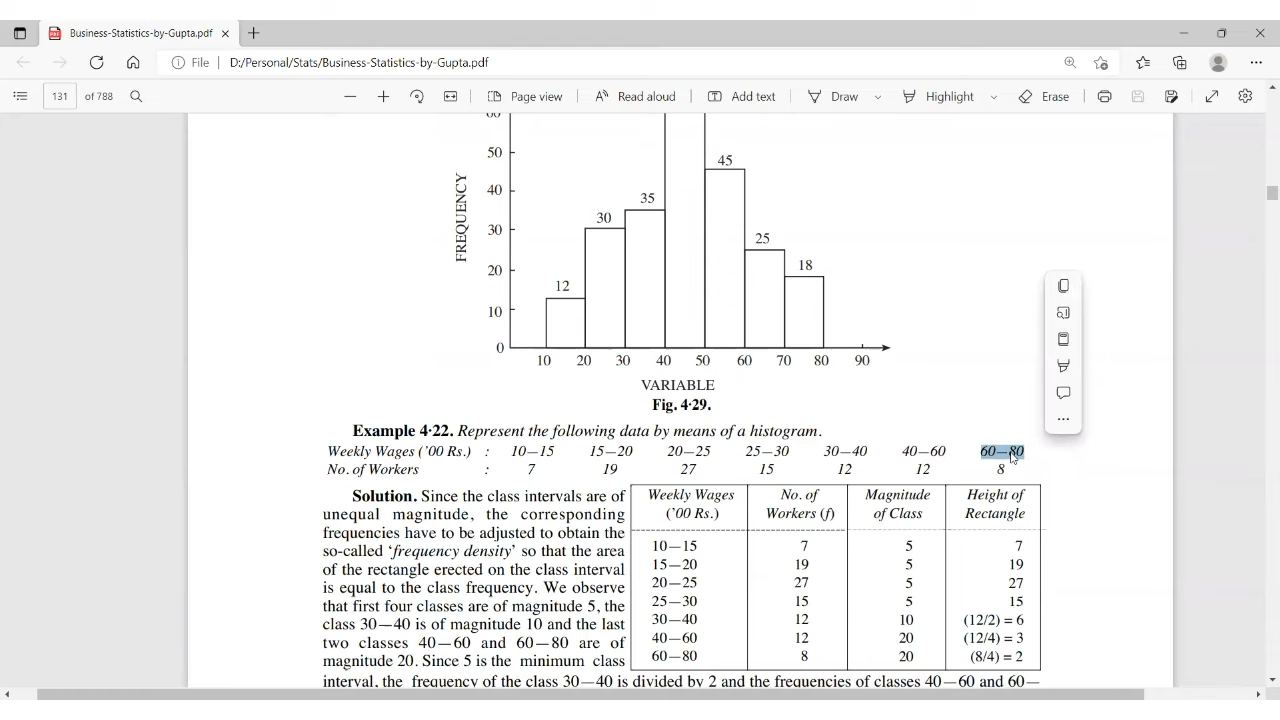 Business-Statistics-by-Gupta.pdf
File | D:/Personal/Stats/Business-Statistics-by-Gupta.pdf
131 of 788 Page view Read aloud Add text Draw Highlight Erase
60
50
40
30
20
10
0
FREQUENCY
12
30
35
45
25
18
10 20 30 40 50 60 70 80 90
VARIABLE
Fig. 4·29.
Example 4·22. Represent the following data by means of a histogram.
Weekly Wages ('00 Rs.) : 10—15 15—20 20—25 25—30 30—40 40—60 60—80
No. of Workers : 7 19 27 15 12 12 8
Solution. Since the class intervals are of
unequal magnitude, the corresponding
frequencies have to be adjusted to obtain the
so-called ‘frequency density’ so that the area
of the rectangle erected on the class interval
is equal to the class frequency. We observe
that first four classes are of magnitude 5, the
class 30—40 is of magnitude 10 and the last
two classes 40—60 and 60—80 are of
magnitude 20. Since 5 is the minimum class
Weekly Wages No. of Magnitude Height of
('00 Rs.) Workers (f) of Class Rectangle
10—15 7 5 7
15—20 19 5 19
20—25 27 5 27
25—30 15 5 15
30—40 12 10 (12/2) = 6
40—60 12 20 (12/4) = 3
60—80 8 20 (8/4) = 2
interval, the frequency of the class 30—40 is divided by 2 and the frequencies of classes 40—60 and 60—